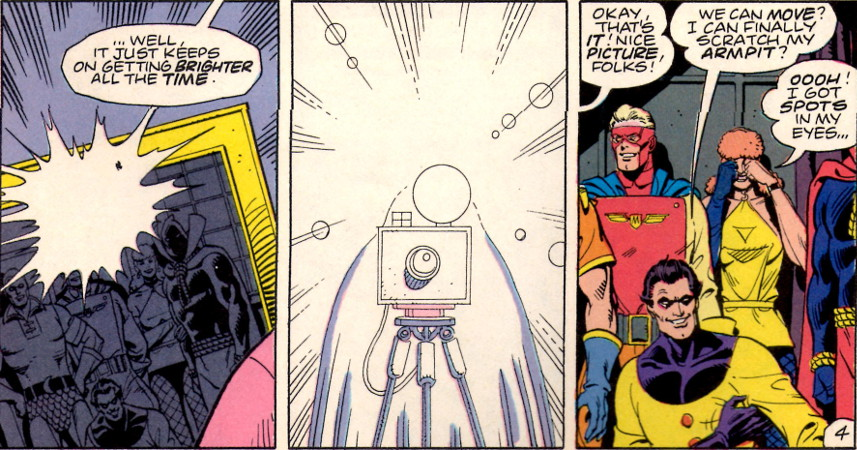 ... WELL,
IT JUST KEEPS
ON GETTING BRIGHTER
ALL THE TIME.
OKAY,
THAT'S
IT! NICE
PICTURE,
FOLKS!
WE CAN MOVE?
I CAN FINALLY
SCRATCH MY
ARMPIT?
OOOH!
I GOT
SPOTS
IN MY
EYES...
4